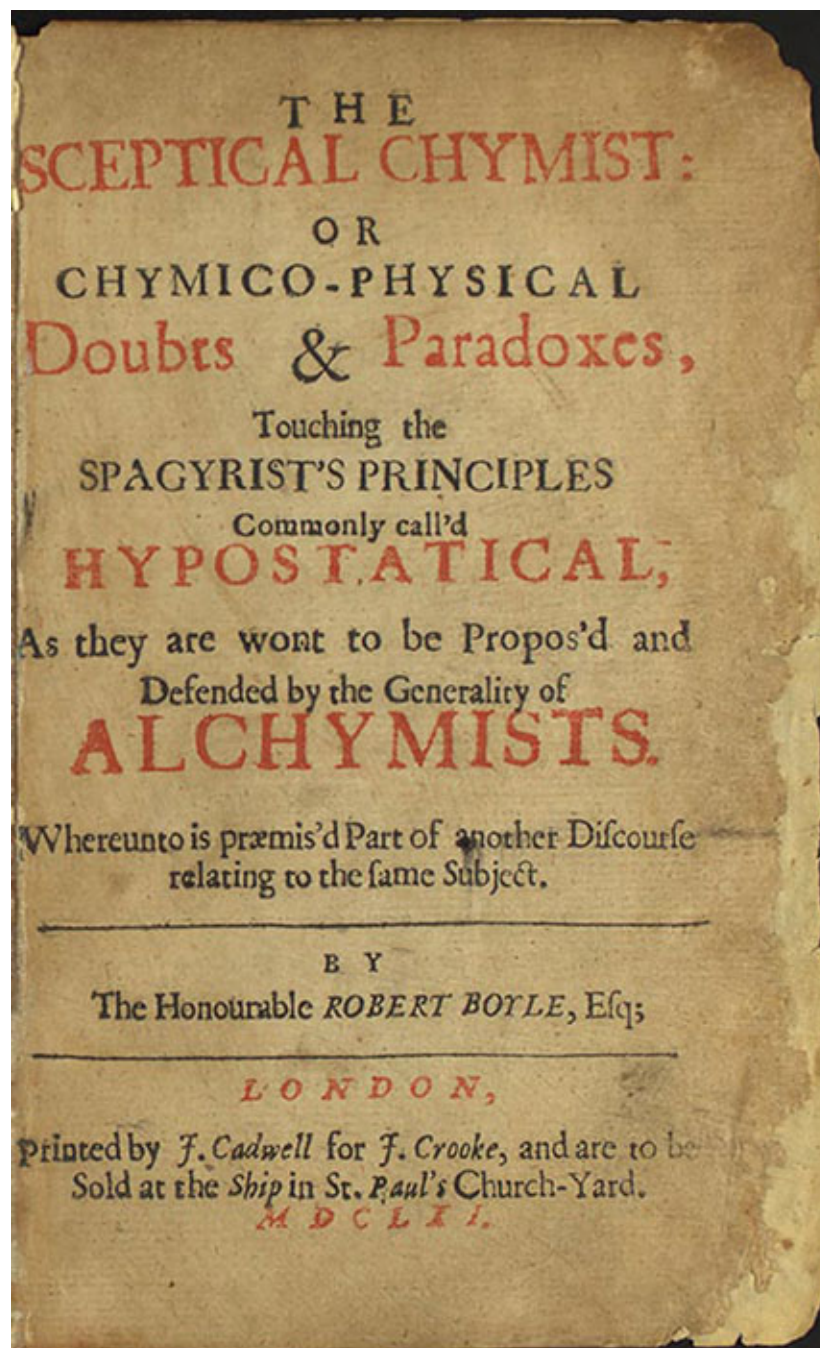 THE
SCEPTICAL CHYMIST:
OR
CHYMICO-PHYSICAL
Doubts & Paradoxes,
Touching the
SPAGYRIST'S PRINCIPLES
Commonly call'd
HYPOSTATICAL,
As they are wont to be Propos'd and
Defended by the Generality of
ALCHYMISTS.
Whereunto is præmis'd Part of another Diſcourſe
relating to the ſame Subject.
BY
The Honourable ROBERT BOYLE, Eſq;
LONDON,
Printed by J. Cadwell for J. Crooke, and are to be
Sold at the Ship in St. Paul's Church-Yard.
MDCLXI.